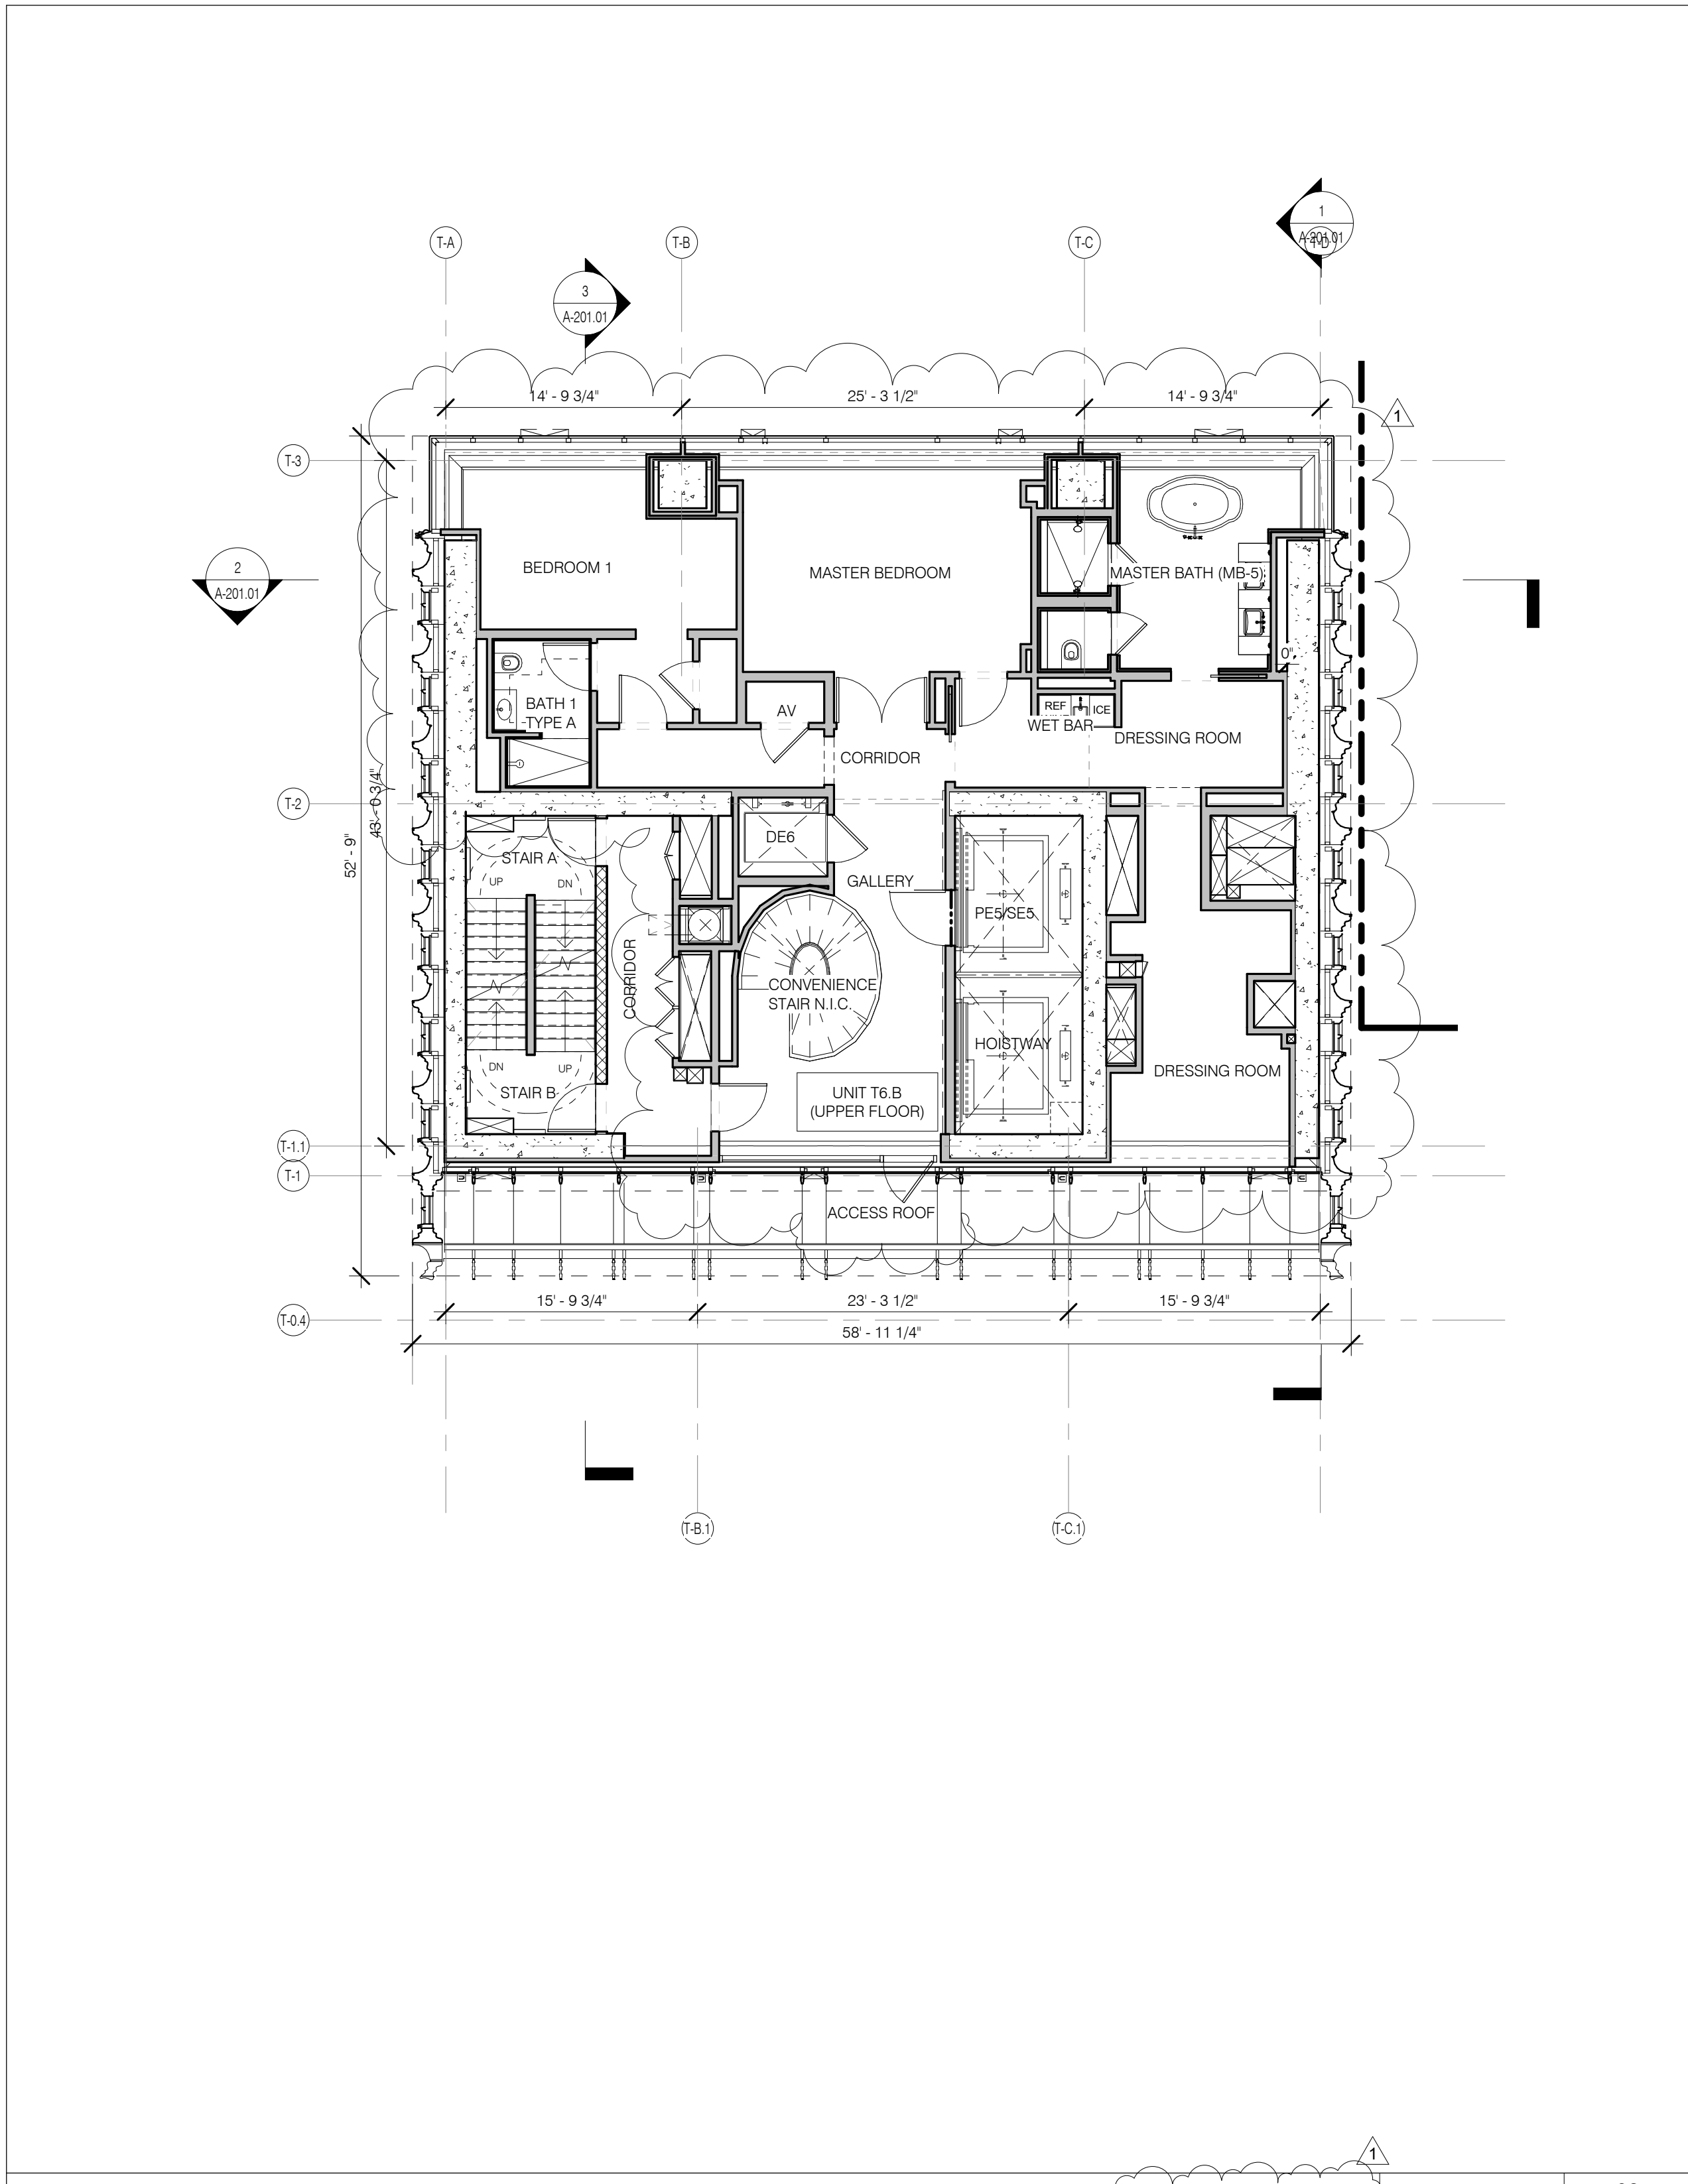 1
A-201.01
T-D
T-A
T-B
T-C
3
A-201.01
14' - 9 3/4"
25' - 3 1/2"
14' - 9 3/4"
1
T-3
2
A-201.01
BEDROOM 1
MASTER BEDROOM
MASTER BATH (MB-5)
0"
BATH 1
TYPE A
AV
REF
ICE
WET BAR
DRESSING ROOM
CORRIDOR
T-2
43' - 0 3/4"
52' - 9"
STAIR A
UP
DN
DE6
GALLERY
PE5/SE5
CORRIDOR
CONVENIENCE
STAIR N.I.C.
HOISTWAY
DN
UP
STAIR B
UNIT T6.B
(UPPER FLOOR)
DRESSING ROOM
T-1.1
T-1
ACCESS ROOF
15' - 9 3/4"
23' - 3 1/2"
15' - 9 3/4"
T-0.4
58' - 11 1/4"
T-B.1
T-C.1
1